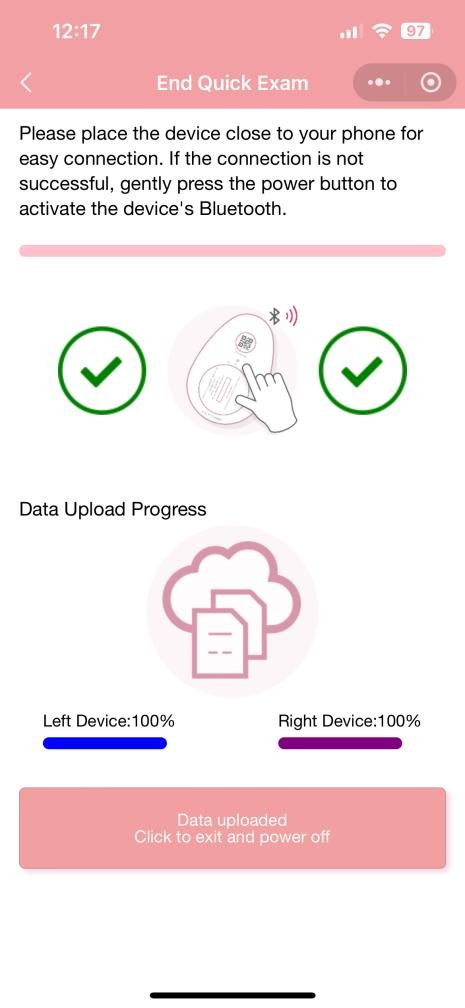 12:17
97
End Quick Exam
Please place the device close to your phone for
easy connection. If the connection is not
successful, gently press the power button to
activate the device's Bluetooth.
Data Upload Progress
Left Device:100%
Right Device:100%
Data uploaded
Click to exit and power off